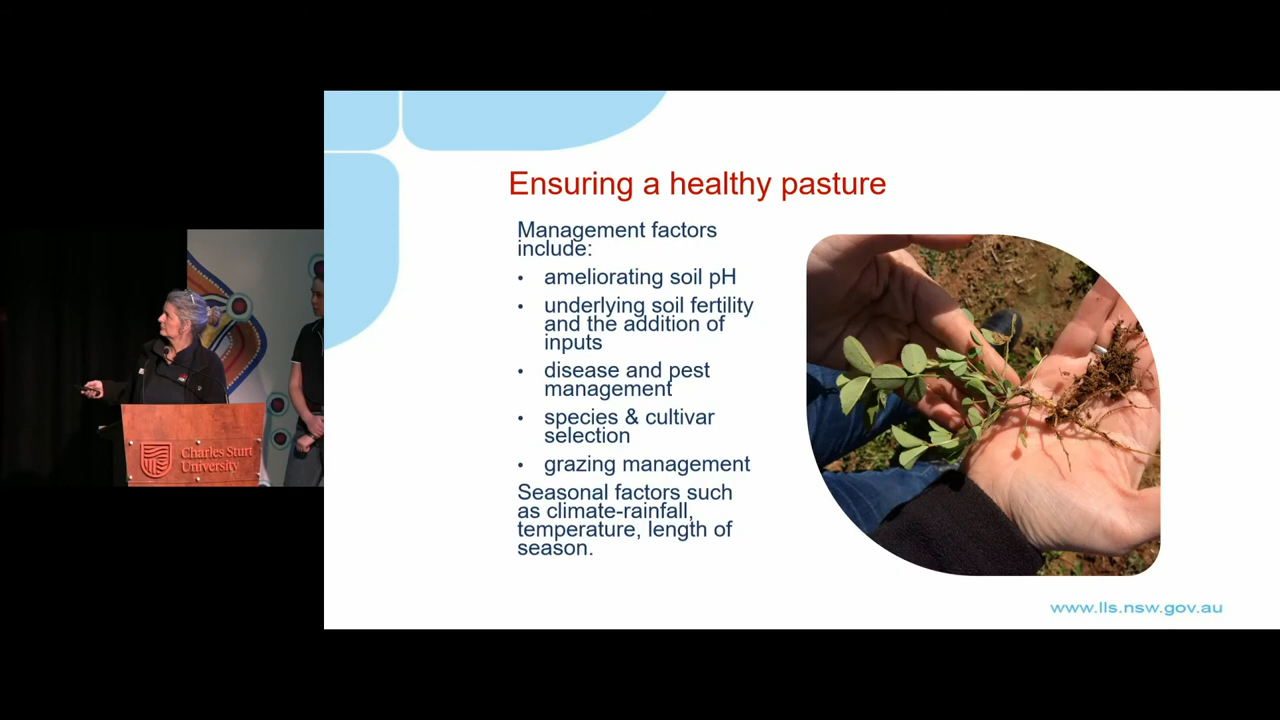 Ensuring a healthy pasture
Management factors
include:
• ameliorating soil pH
• underlying soil fertility
and the addition of
inputs
• disease and pest
management
• species & cultivar
selection
• grazing management
Seasonal factors such
as climate-rainfall,
temperature, length of
season.
www.lls.nsw.gov.au
Charles Sturt
University